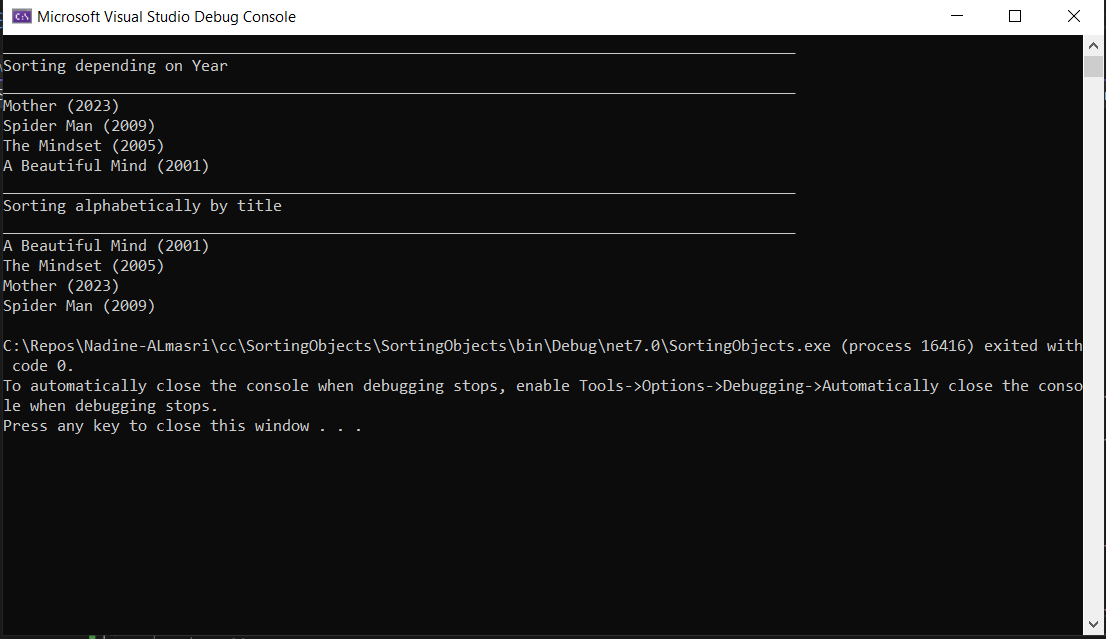 Microsoft Visual Studio Debug Console
Sorting depending on Year
Mother (2023)
Spider Man (2009)
The Mindset (2005)
A Beautiful Mind (2001)
Sorting alphabetically by title
A Beautiful Mind (2001)
The Mindset (2005)
Mother (2023)
Spider Man (2009)
C:\Repos\Nadine-ALmasri\cc\SortingObjects\SortingObjects\bin\Debug\net7.0\SortingObjects.exe (process 16416) exited with
 code 0.
To automatically close the console when debugging stops, enable Tools->Options->Debugging->Automatically close the conso
le when debugging stops.
Press any key to close this window . . .